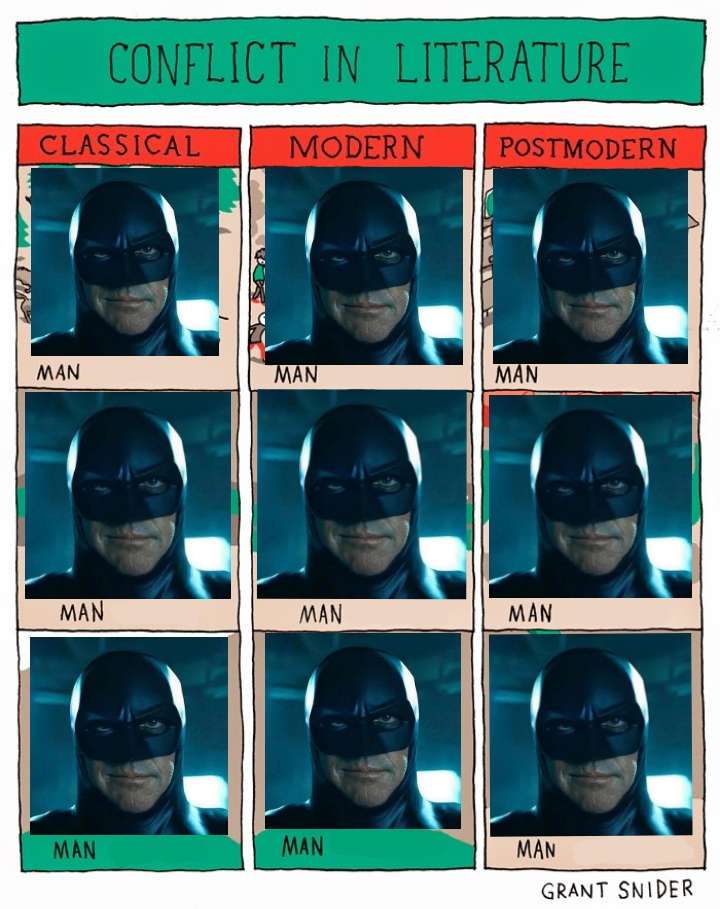 CONFLICT IN LITERATURE
CLASSICAL MODERN POSTMODERN
MAN MAN MAN
MAN MAN MAN
MAN MAN MAN
GRANT SNIDER